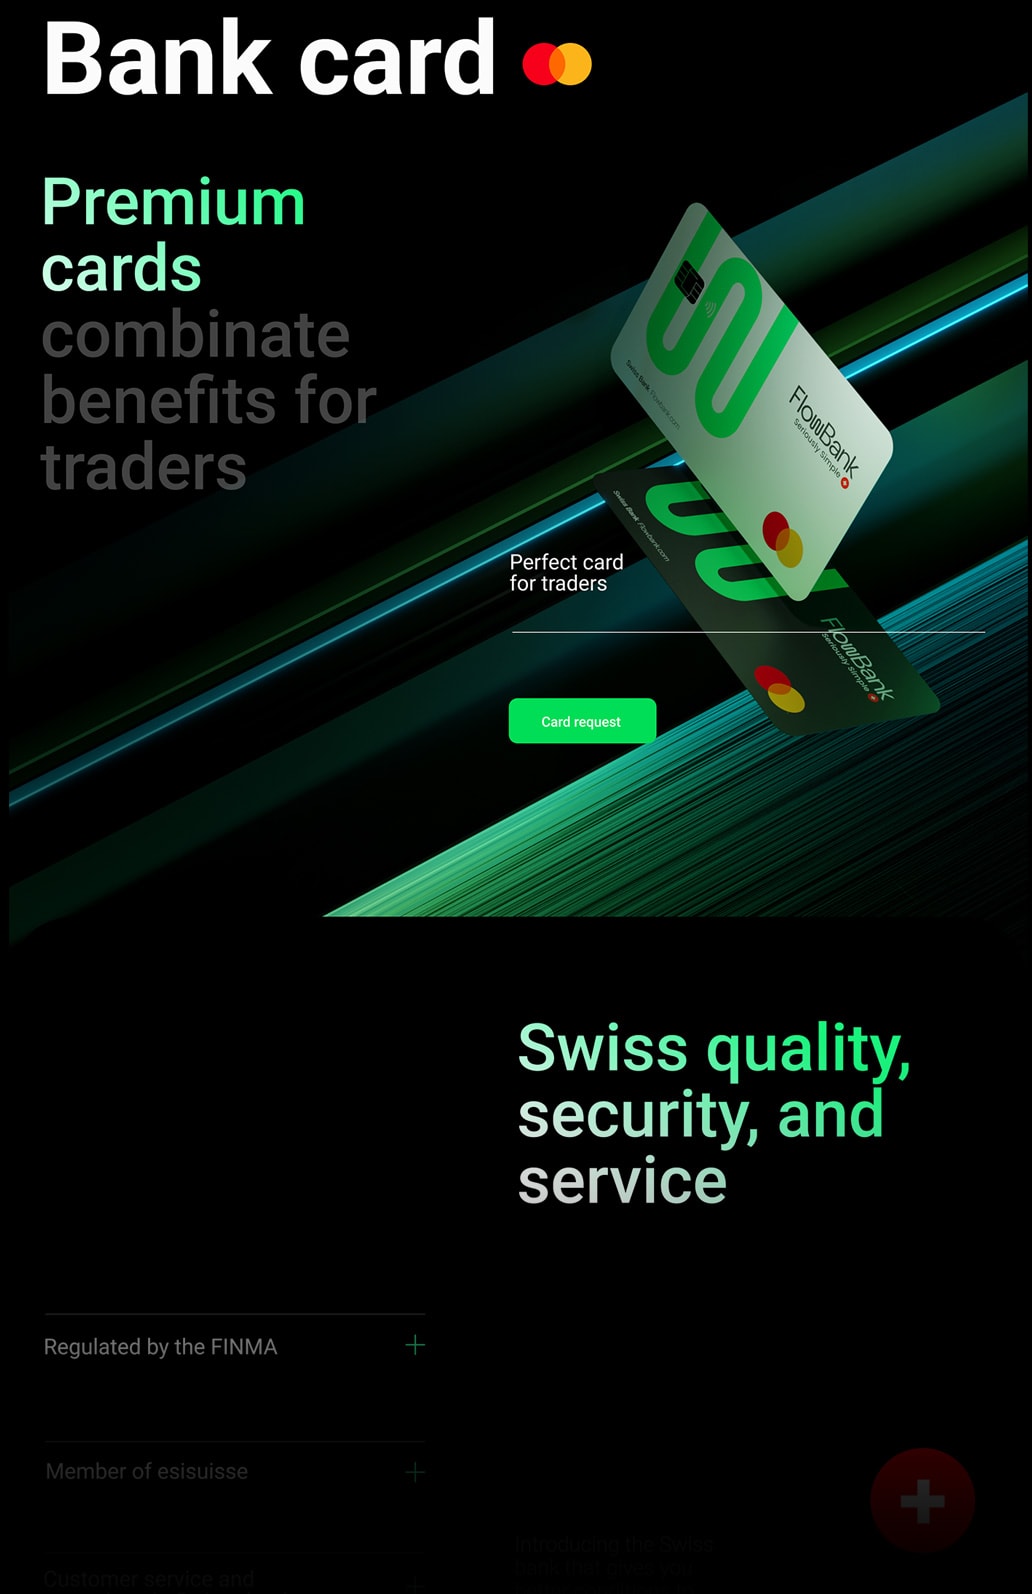 Bank card
Premium
cards
combinate
benefits for
traders
Swiss Bank Flowbank.com
FlowBank
Seriously Simple
Swiss Bank Flowbank.com
FlowBank
Seriously Simple
Perfect card
for traders
Card request
Swiss quality,
security, and
service
Regulated by the FINMA
Member of esisuisse
Customer service and
Introducing the Swiss
bank that gives you